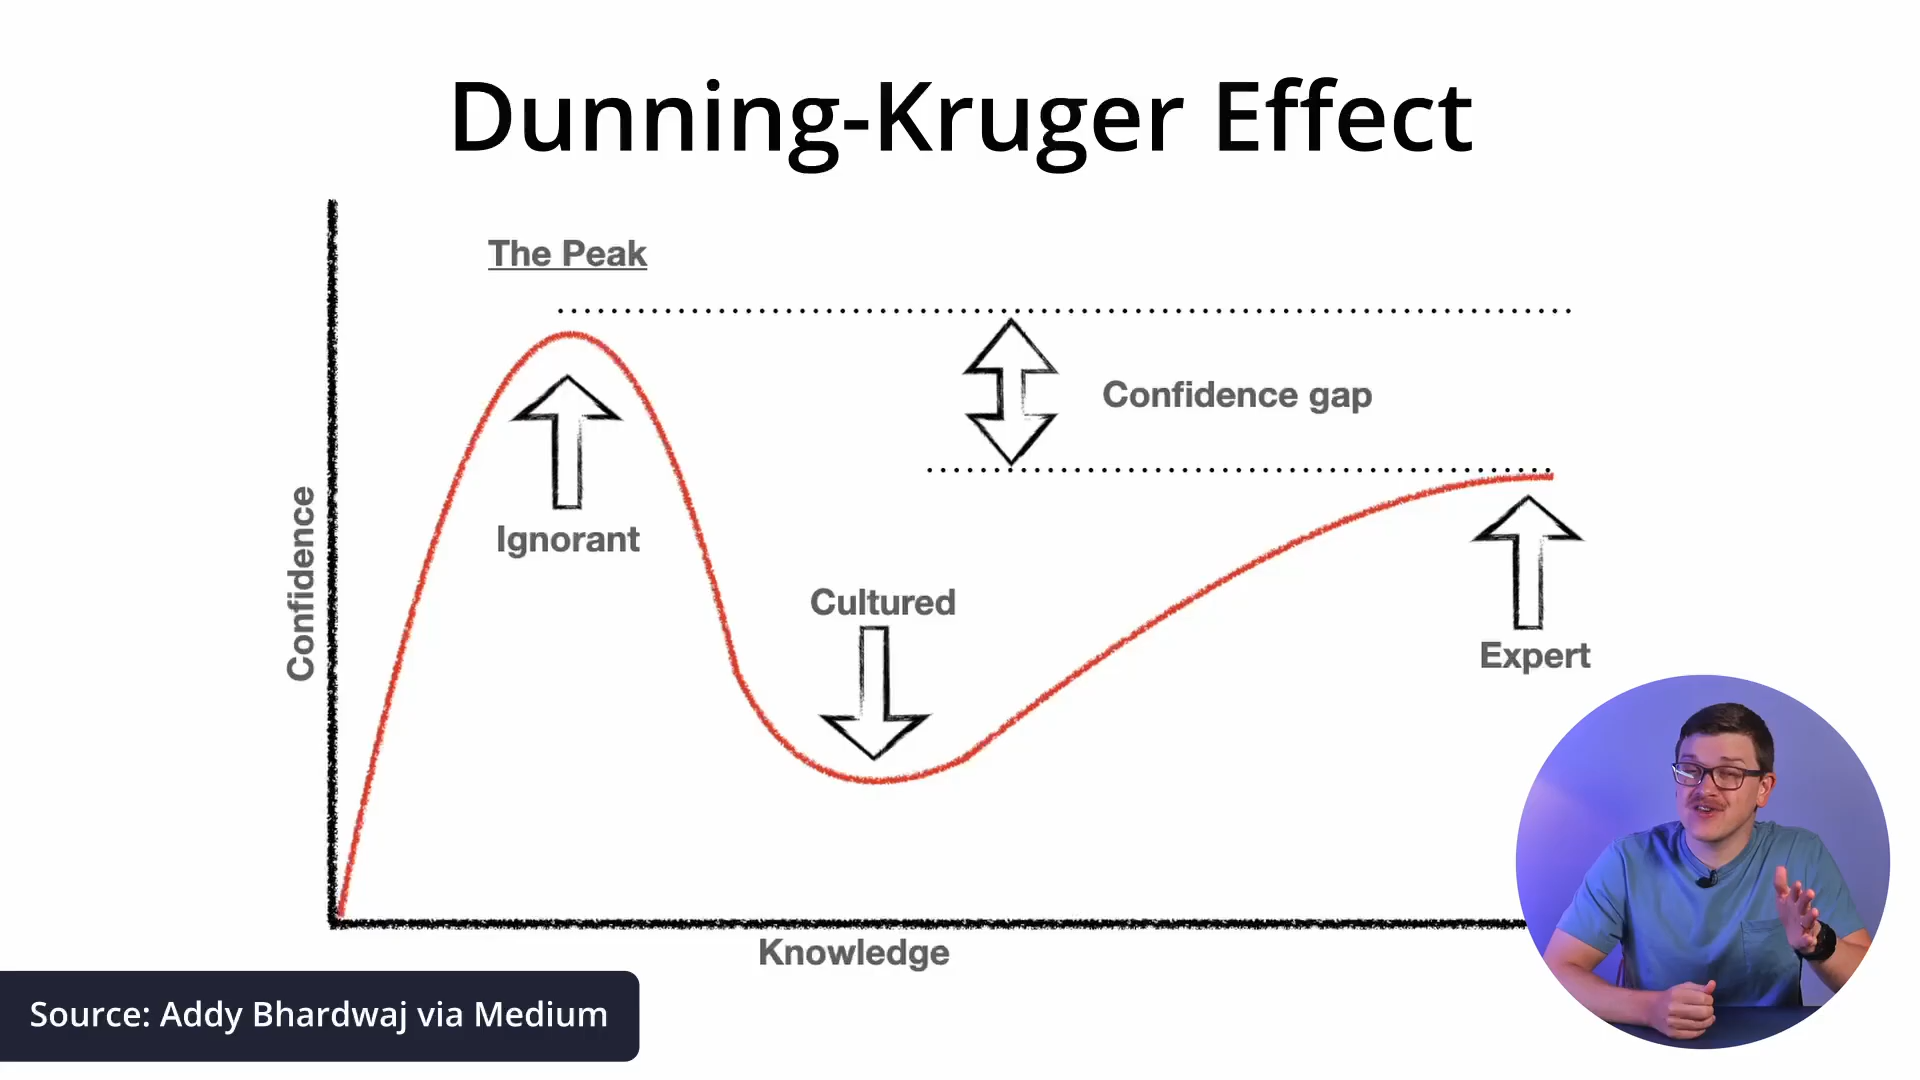 Dunning-Kruger Effect
The Peak
Confidence gap
Ignorant
Confidence
Cultured
Expert
Knowledge
Source: Addy Bhardwaj via Medium